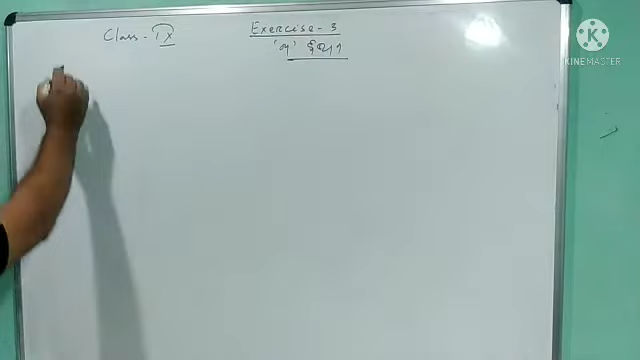 Class - IX
Exercise - 3
'ଖ' ବିଭାଗ
KINEMASTER